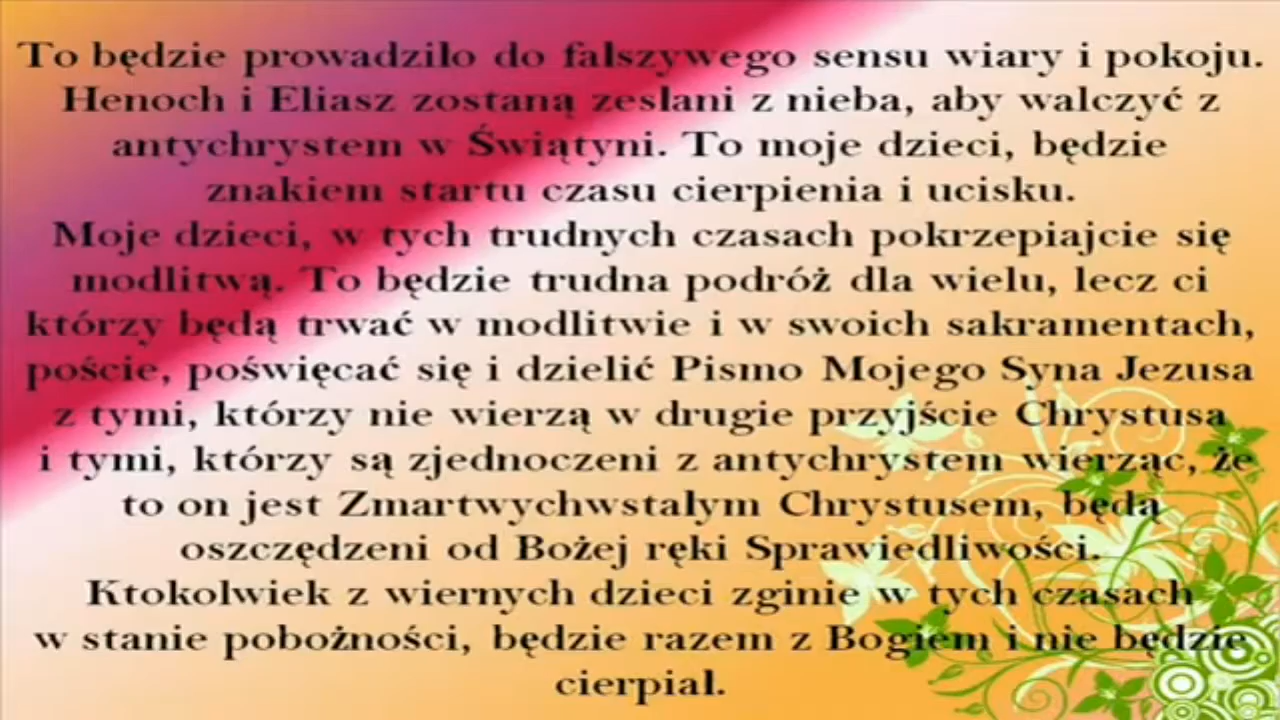 To będzie prowadziło do fałszywego sensu wiary i pokoju.
Henoch i Eliasz zostaną zesłani z nieba, aby walczyć z
antychrystem w Świątyni. To moje dzieci, będzie
znakiem startu czasu cierpienia i ucisku.
Moje dzieci, w tych trudnych czasach pokrzepiajcie się
modlitwą. To będzie trudna podróż dla wielu, lecz ci
którzy będą trwać w modlitwie i w swoich sakramentach,
poście, poświęcać się i dzielić Pismo Mojego Syna Jezusa
z tymi, którzy nie wierzą w drugie przyjście Chrystusa
i tymi, którzy są zjednoczeni z antychrystem wierząc, że
to on jest Zmartwychwstałym Chrystusem, będą
oszczędzeni od Bożej ręki Sprawiedliwości.
Ktokolwiek z wiernych dzieci zginie w tych czasach
w stanie pobożności, będzie razem z Bogiem i nie będzie
cierpiał.